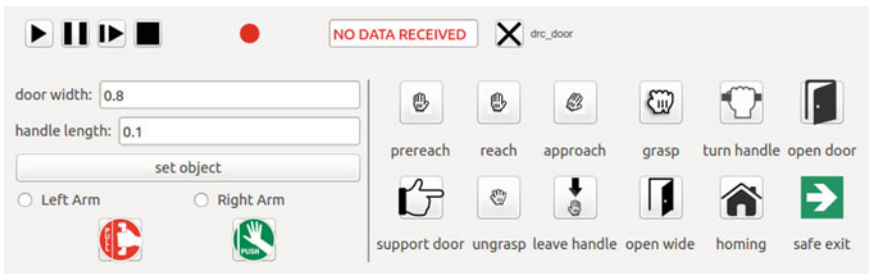 NO DATA RECEIVED
drc_door
door width: 0.8
handle length: 0.1
set object
Left Arm Right Arm
PULL
PUSH
prereach reach approach grasp turn handle open door
support door ungrasp leave handle open wide homing safe exit